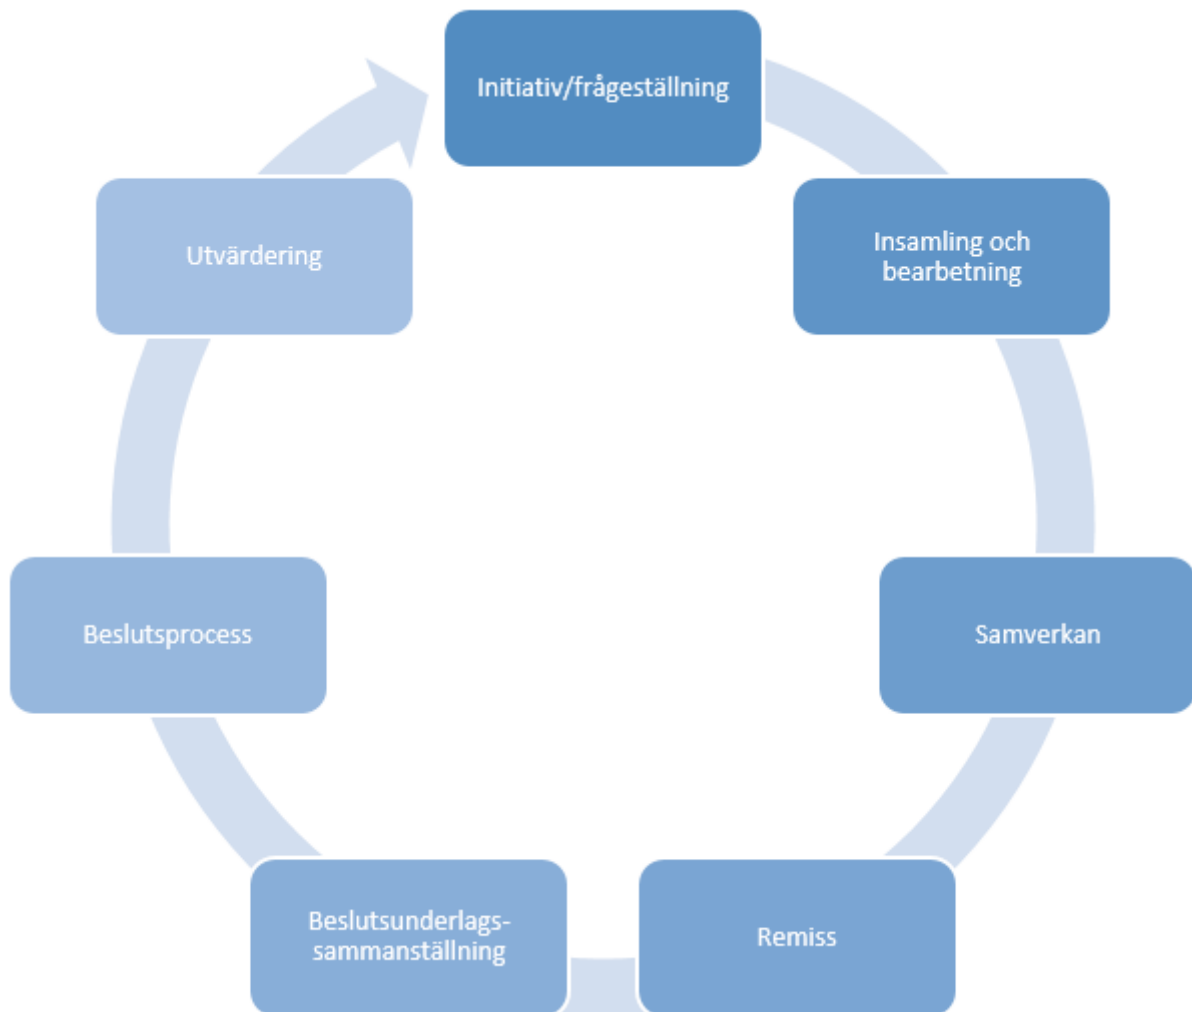 Initiativ/frågeställning
Insamling och
bearbetning
Samverkan
Remiss
Beslutsunderlags-
sammanställning
Beslutsprocess
Utvärdering